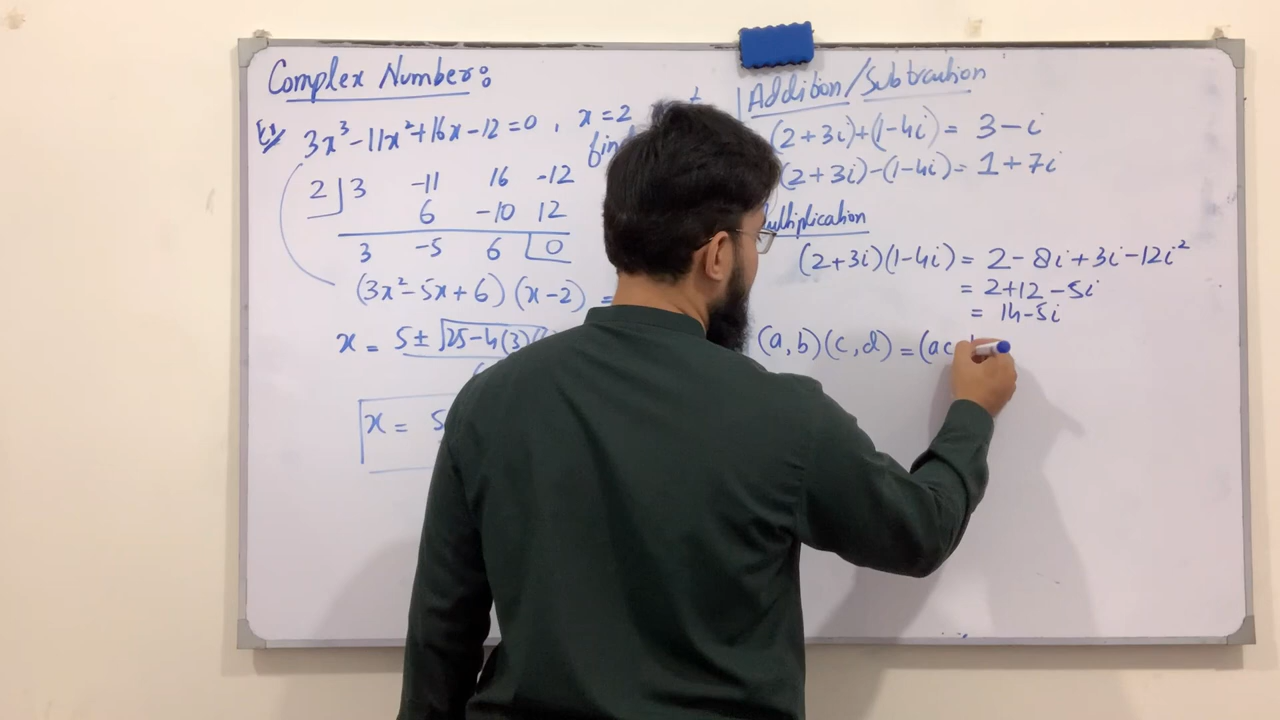 Complex Number:
Ex/ 3x³-11x²+16x-12=0, x=2
2 3 -11 16 -12
6 -10 12
3 -5 6 0
(3x²-5x+6)(x-2) =
x = 5±√25-4(3)
x = 5
Addition/Subtraction
(2+3i)+(1-4i) = 3-i
(2+3i)-(1-4i) = 1+7i
(2+3i)(1-4i) = 2-8i+3i-12i²
= 2+12-5i
= 14-5i
(a,b)(c,d) = (ac